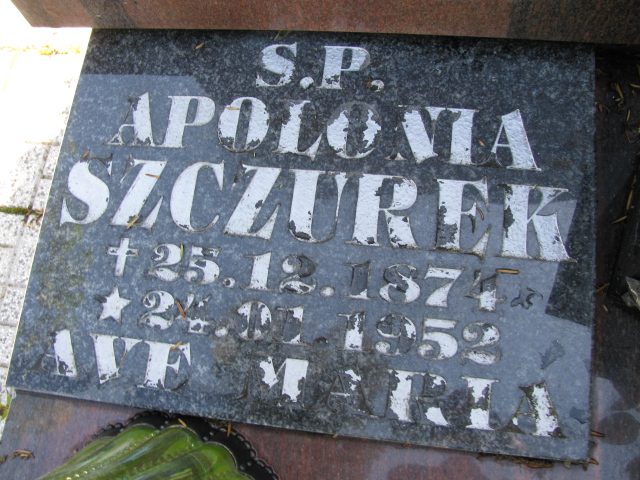 S.P.
APOLONIA
SZCZUREK
✝ 25.12.1874 r.
★ 24.01.1952
AVE MARIA